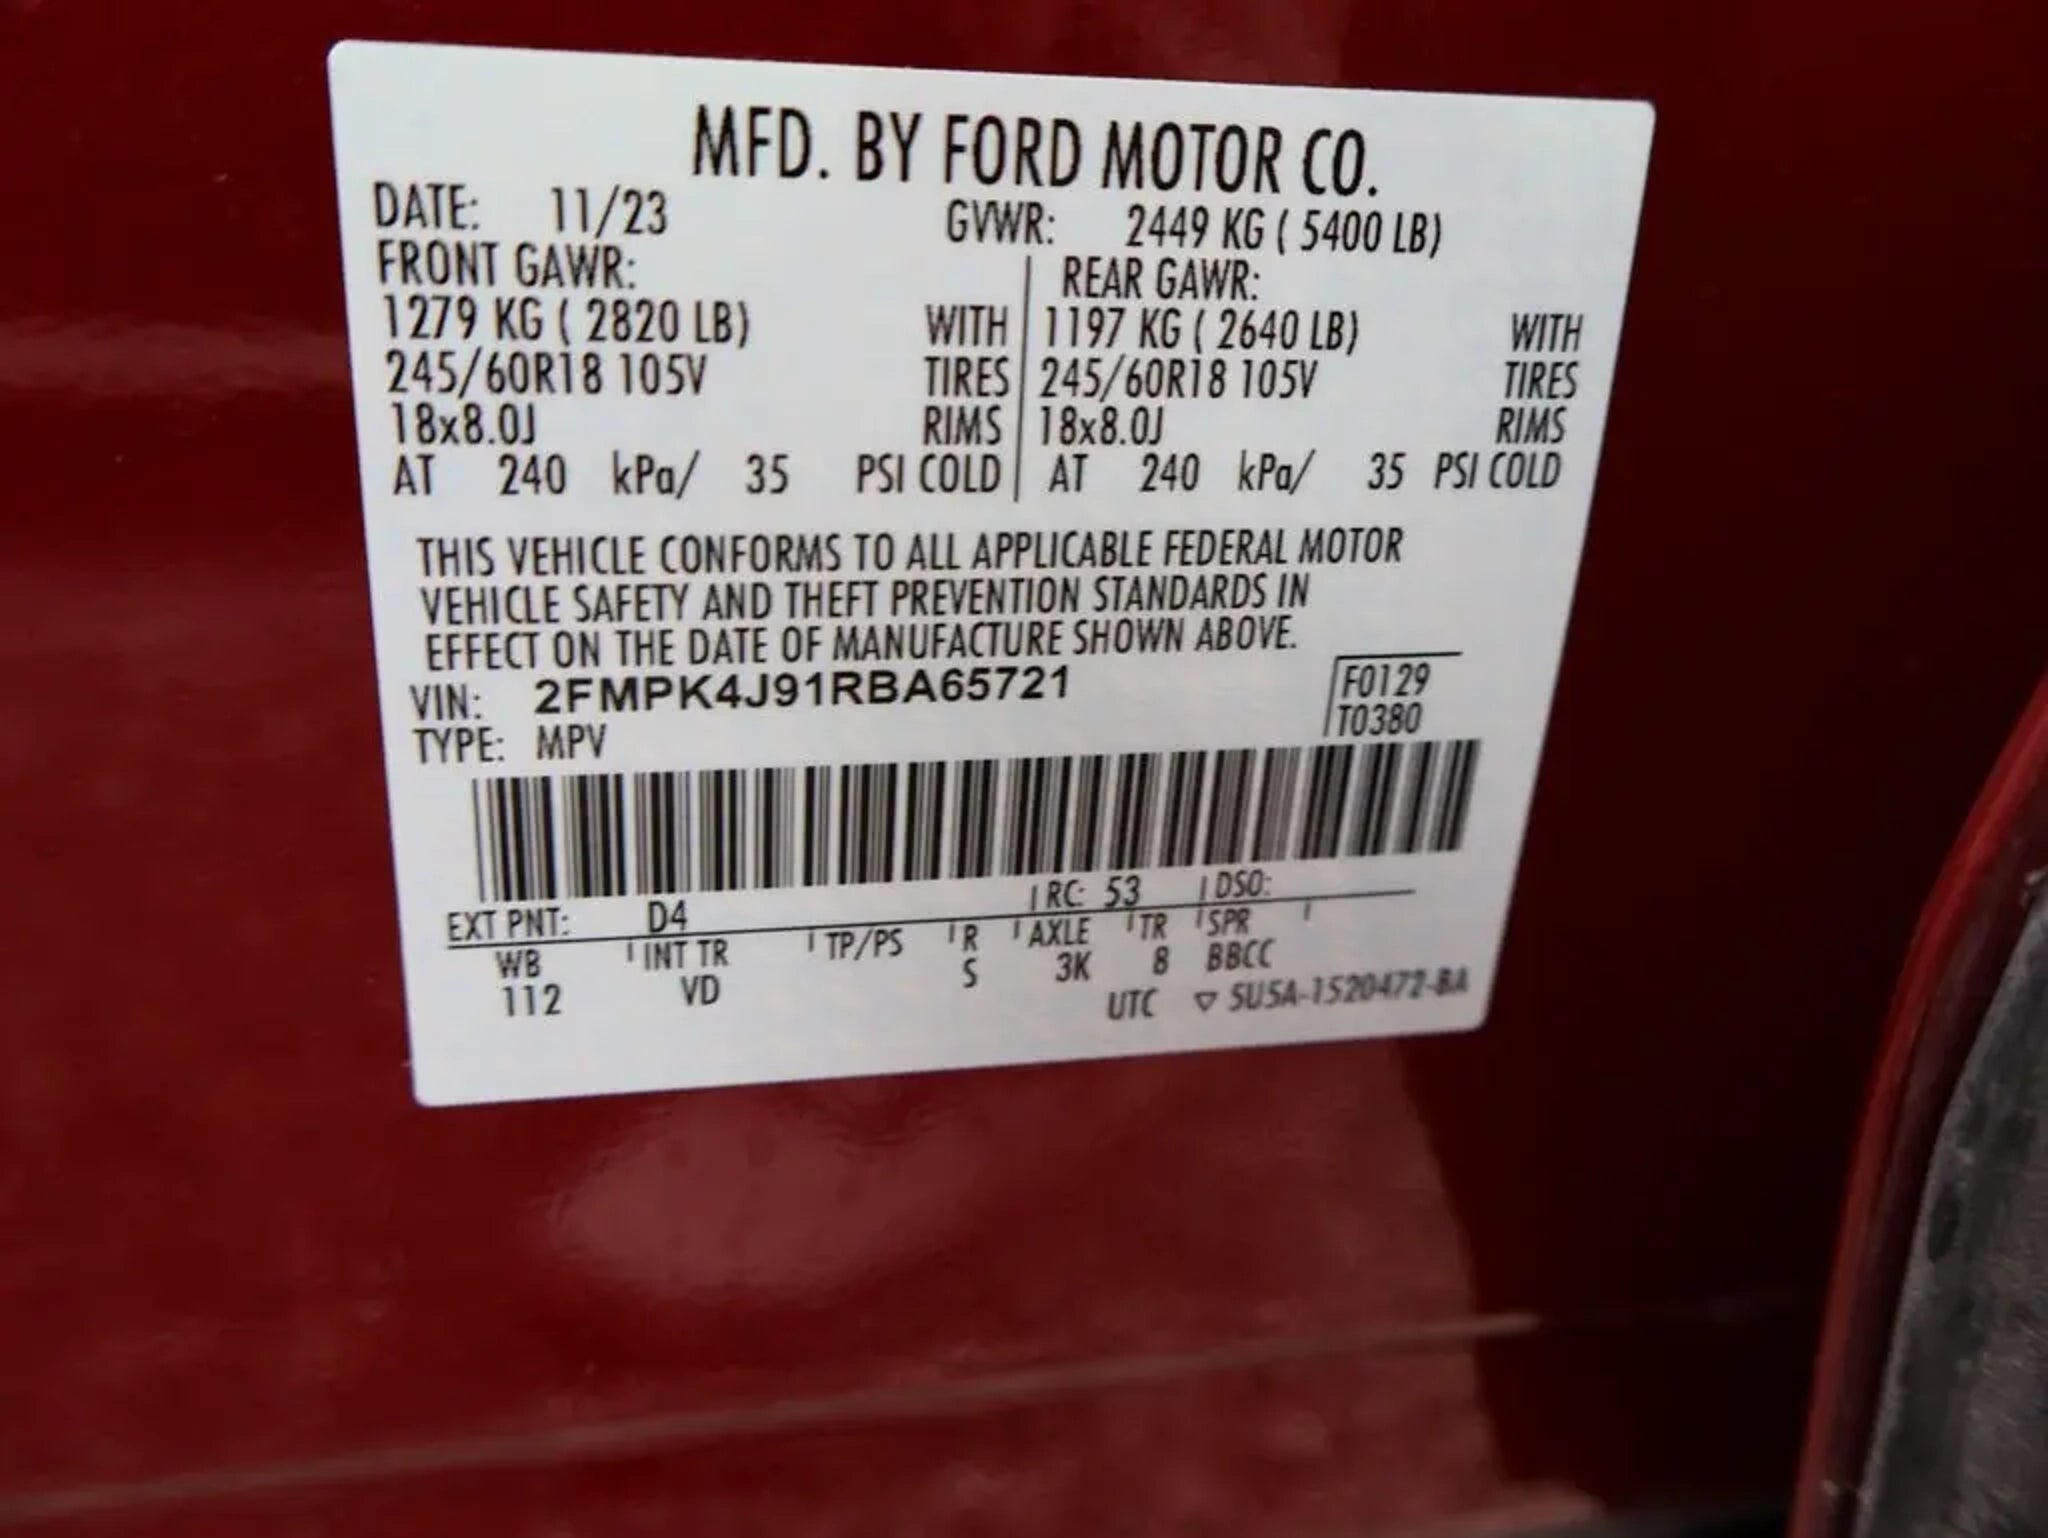 MFD. BY FORD MOTOR CO.
DATE: 11/23 GVWR: 2449 KG ( 5400 LB)
FRONT GAWR: REAR GAWR:
1279 KG ( 2820 LB) WITH 1197 KG ( 2640 LB) WITH
245/60R18 105V TIRES 245/60R18 105V TIRES
18x8.0J RIMS 18x8.0J RIMS
AT 240 kPa/ 35 PSI COLD AT 240 kPa/ 35 PSI COLD
THIS VEHICLE CONFORMS TO ALL APPLICABLE FEDERAL MOTOR
VEHICLE SAFETY AND THEFT PREVENTION STANDARDS IN
EFFECT ON THE DATE OF MANUFACTURE SHOWN ABOVE.
VIN: 2FMPK4J91RBA65721 F0129
TYPE: MPV T0380
EXT PNT: D4 RC: 53 DSO:
WB INT TR TP/PS R AXLE TR SPR
112 VD S 3K 8 BBCC
UTC ▽ 5U5A-1520472-BA